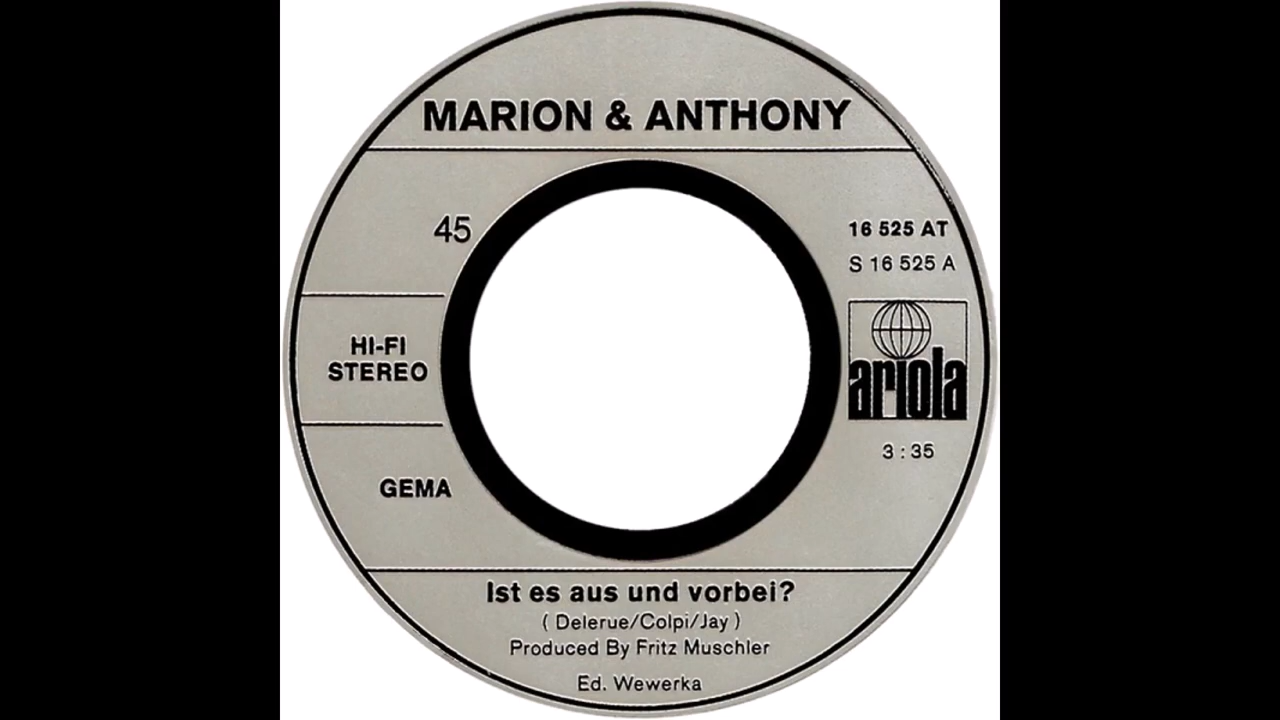 MARION & ANTHONY
45
16 525 AT
S 16 525 A
HI-FI
STEREO
ariola
3 : 35
GEMA
Ist es aus und vorbei?
( Delerue/Colpi/Jay )
Produced By Fritz Muschler
Ed. Wewerka